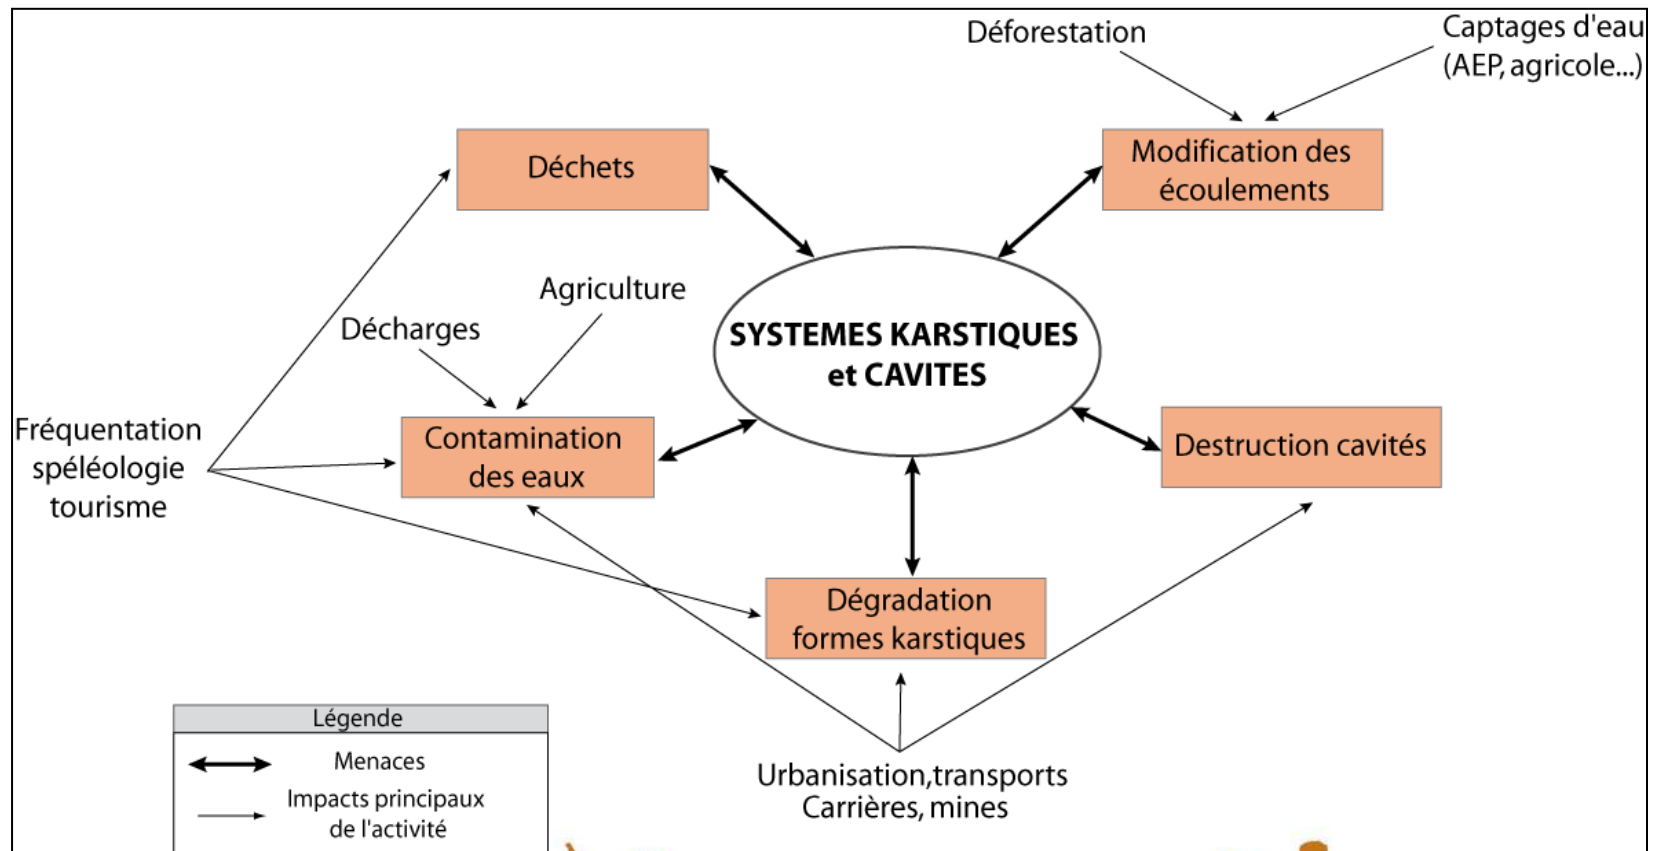 Déforestation
Captages d'eau
(AEP, agricole...)
Déchets
Modification des
écoulements
Agriculture
Décharges
SYSTEMES KARSTIQUES
et CAVITES
Fréquentation
spéléologie
tourisme
Contamination
des eaux
Destruction cavités
Dégradation
formes karstiques
Légende
Menaces
Impacts principaux
de l'activité
Urbanisation,transports
Carrières, mines